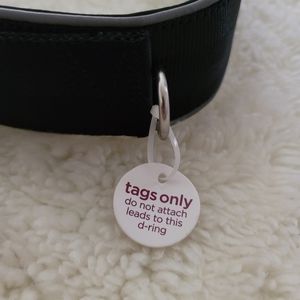 tags only
do not attach
leads to this
d-ring